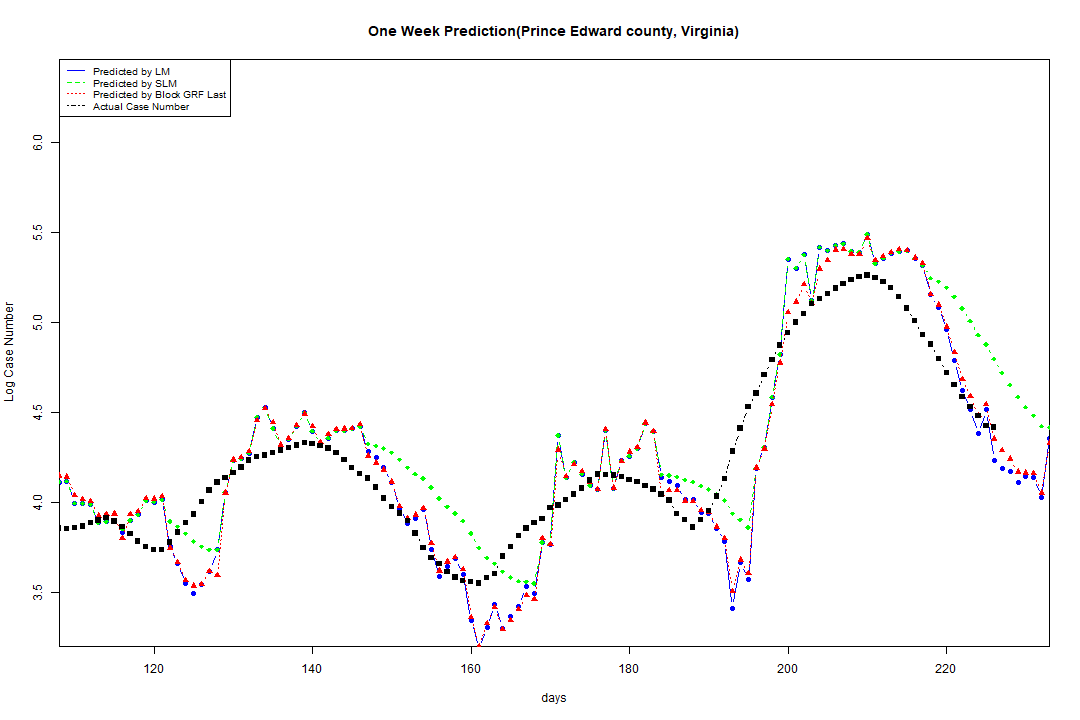 One Week Prediction(Prince Edward county, Virginia)
Predicted by LM
Predicted by SLM
Predicted by Block GRF Last
Actual Case Number
6.0
5.5
5.0
4.5
4.0
3.5
Log Case Number
120 140 160 180 200 220
days